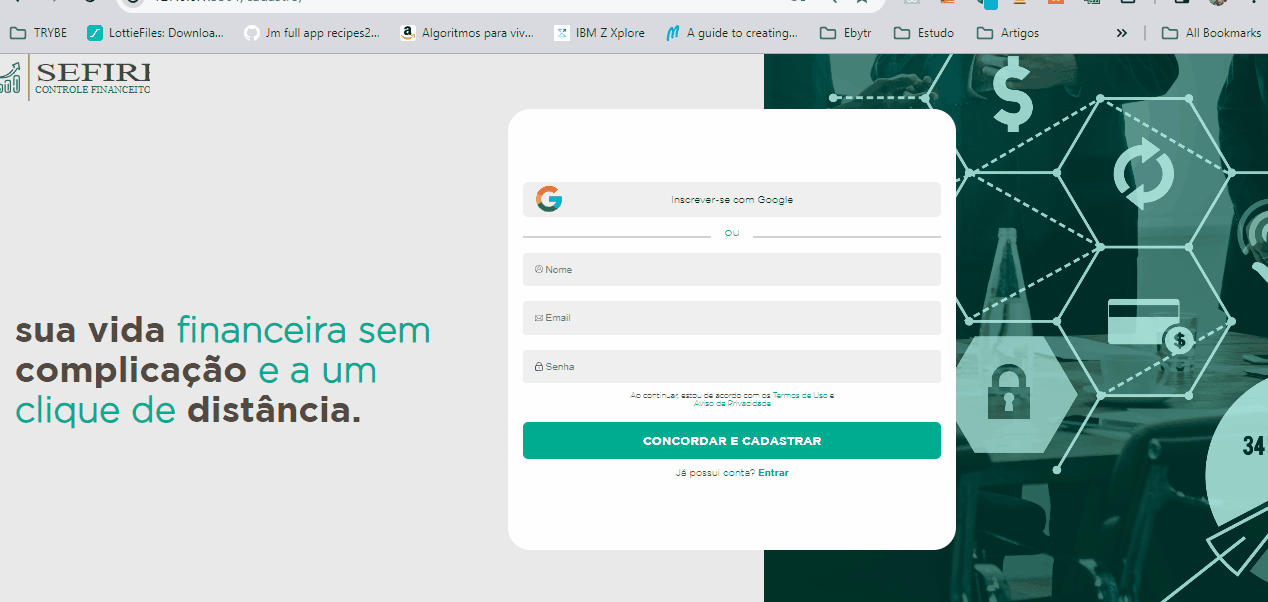 TRYBE LottieFiles: Downloa... Jm full app recipes2... Algoritmos para viv... IBM Z Xplore A guide to creating... Ebytr Estudo Artigos » All Bookmarks
CONTROLE FINANCEITO
Inscrever-se com Google
OU
Nome
Email
Senha
Ao continuar, estou de acordo com os Termos de Uso e
Aviso de Privacidade
CONCORDAR E CADASTRAR
Já possui conta? Entrar
sua vida financeira sem
complicação e a um
clique de distância.
$
$
34